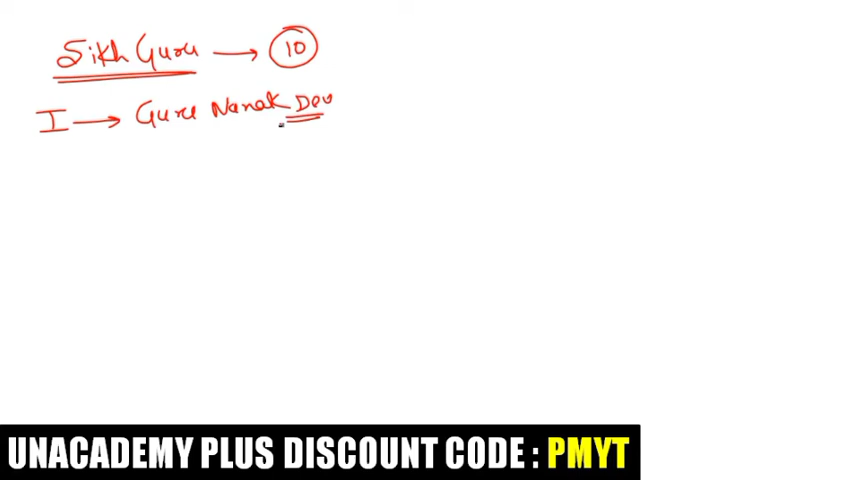 Sikh Guru → 10
I → Guru Nanak Dev
UNACADEMY PLUS DISCOUNT CODE : PMYT